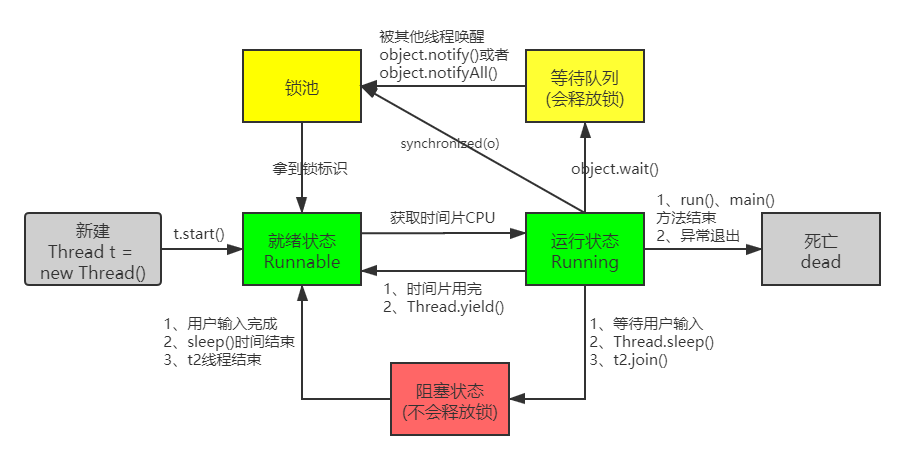 被其他线程唤醒
object.notify()或者
object.notifyAll()
锁池
等待队列
(会释放锁)
synchronized(o)
拿到锁标识
object.wait()
新建
Thread t =
new Thread()
t.start()
就绪状态
Runnable
获取时间片CPU
运行状态
Running
1、run()、main()
方法结束
2、异常退出
死亡
dead
1、时间片用完
2、Thread.yield()
1、用户输入完成
2、sleep()时间结束
3、t2线程结束
1、等待用户输入
2、Thread.sleep()
3、t2.join()
阻塞状态
(不会释放锁)